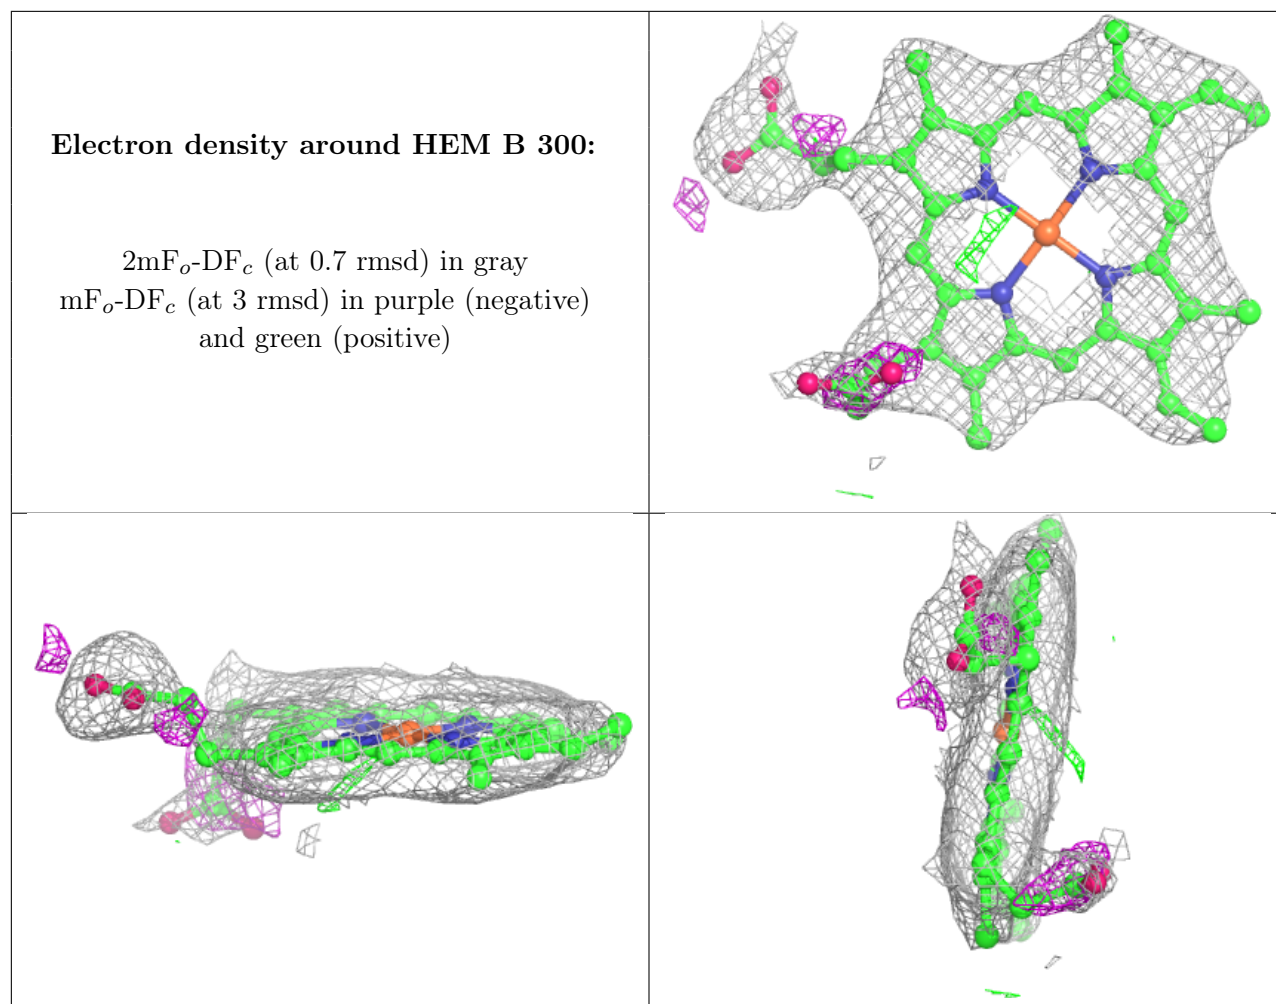 Electron density around HEM B 300:
2mFₒ-DF𝒸 (at 0.7 rmsd) in gray
mFₒ-DF𝒸 (at 3 rmsd) in purple (negative)
and green (positive)